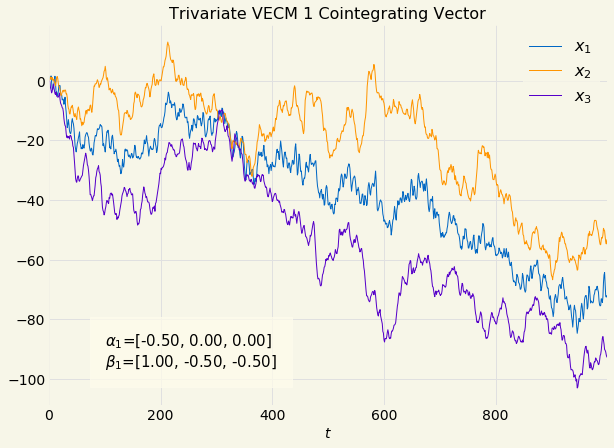 Trivariate VECM 1 Cointegrating Vector
x₁
x₂
x₃
0
−20
−40
−60
−80
−100
α₁=[-0.50, 0.00, 0.00]
β₁=[1.00, -0.50, -0.50]
0 200 400 600 800
t